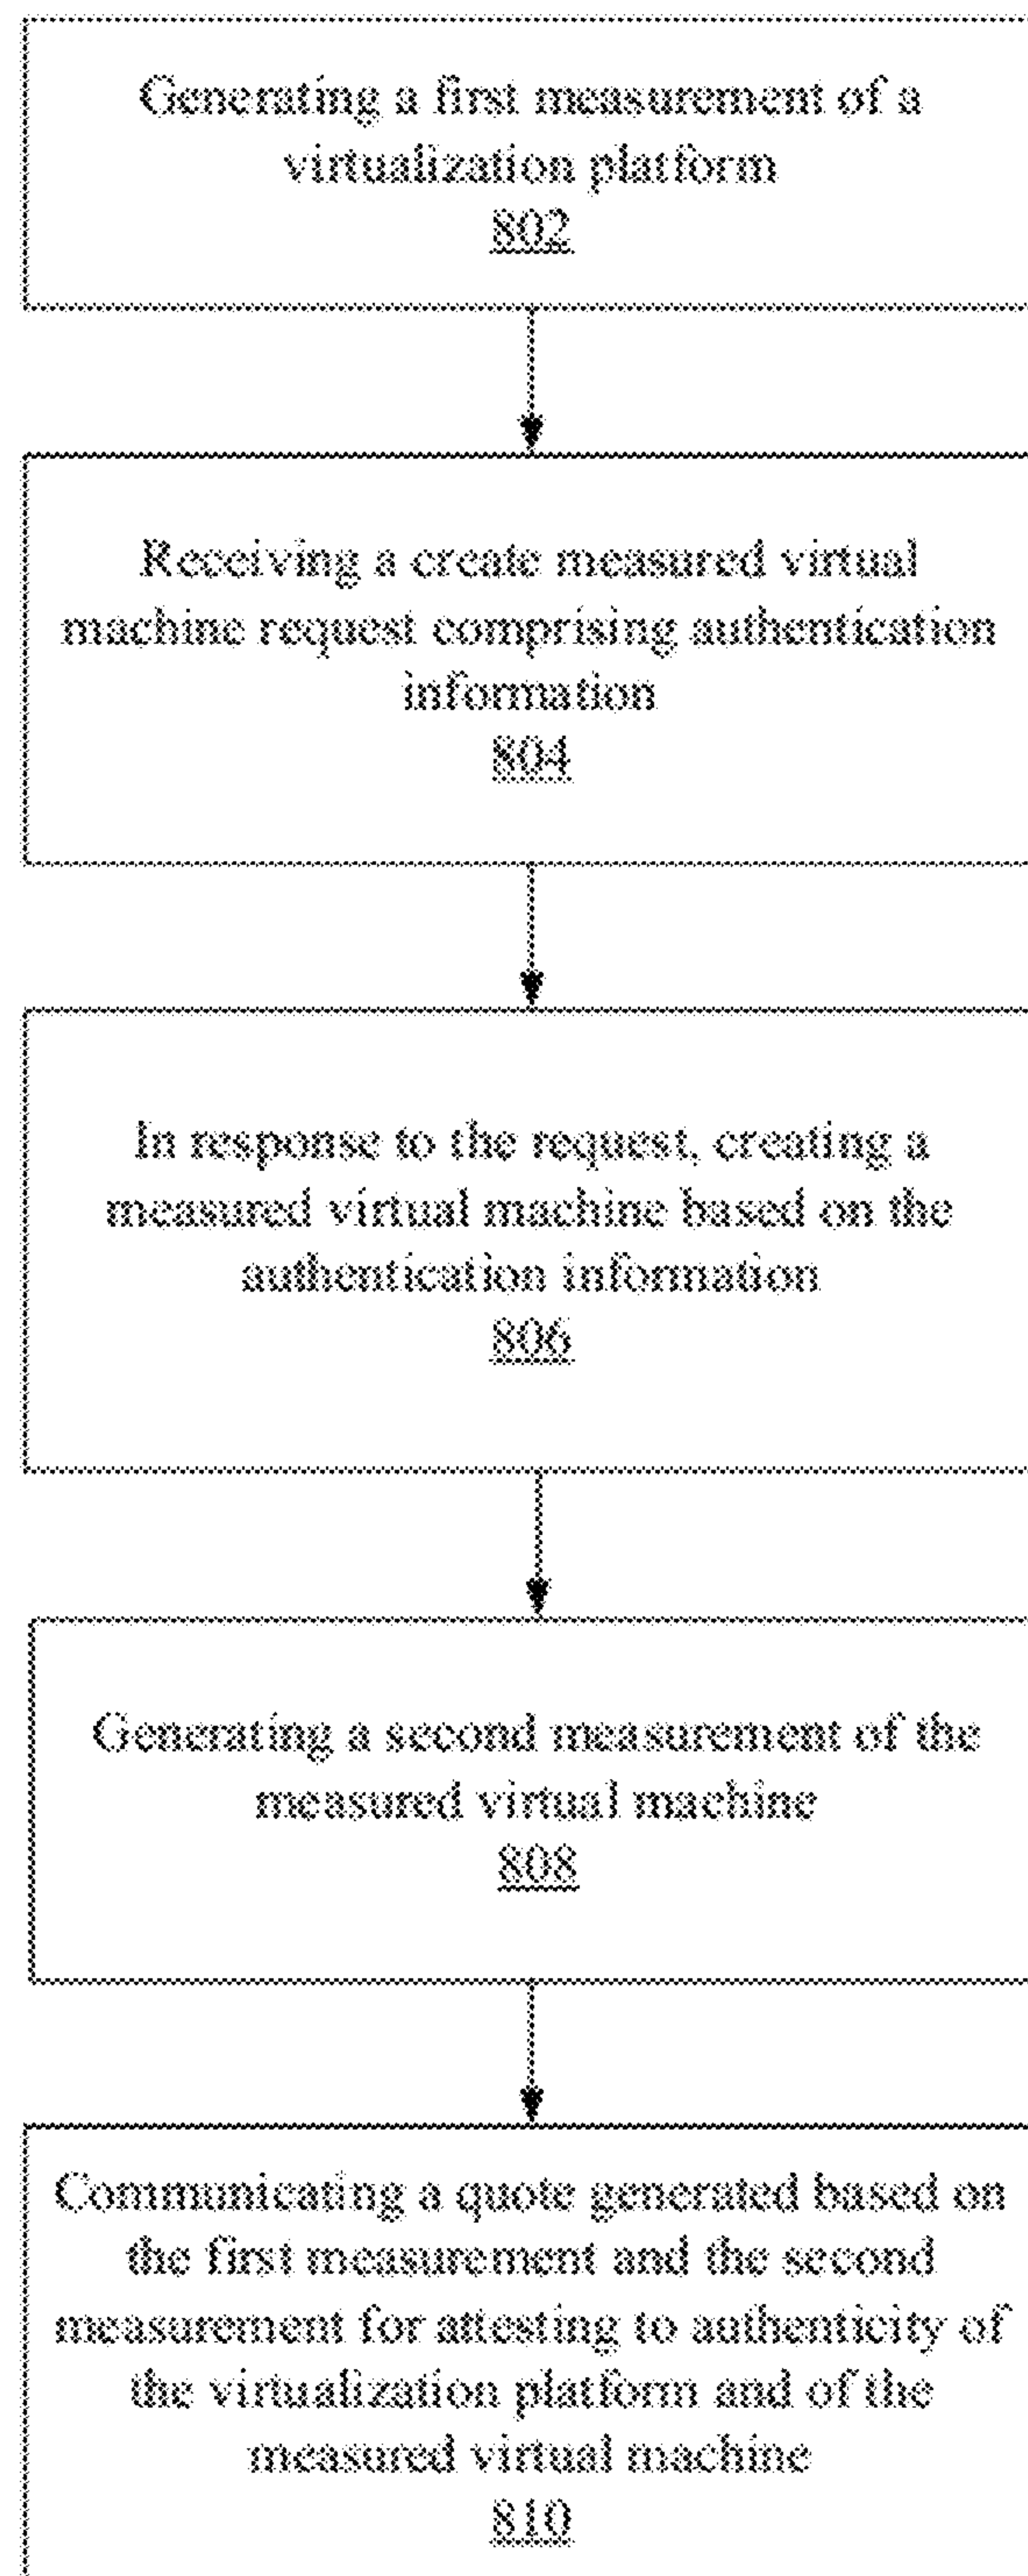 Generating a first measurement of a
virtualization platform
802
Receiving a create measured virtual
machine request comprising authentication
information
804
In response to the request, creating a
measured virtual machine based on the
authentication information
806
Generating a second measurement of the
measured virtual machine
808
Communicating a quote generated based on
the first measurement and the second
measurement for attesting to authenticity of
the virtualization platform and of the
measured virtual machine
810